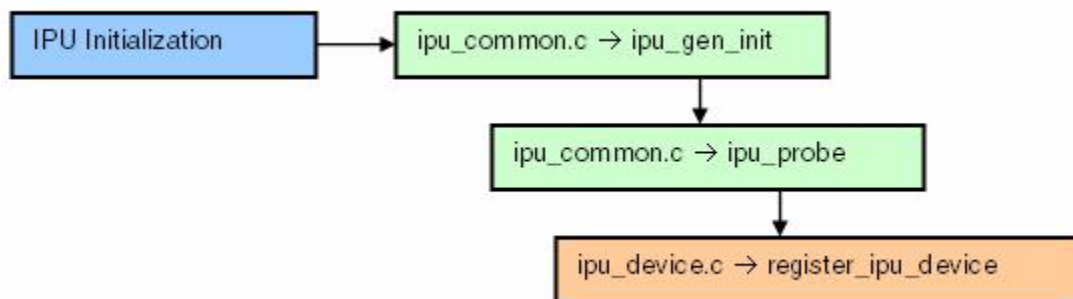 IPU Initialization
ipu_common.c → ipu_gen_init
ipu_common.c → ipu_probe
ipu_device.c → register_ipu_device